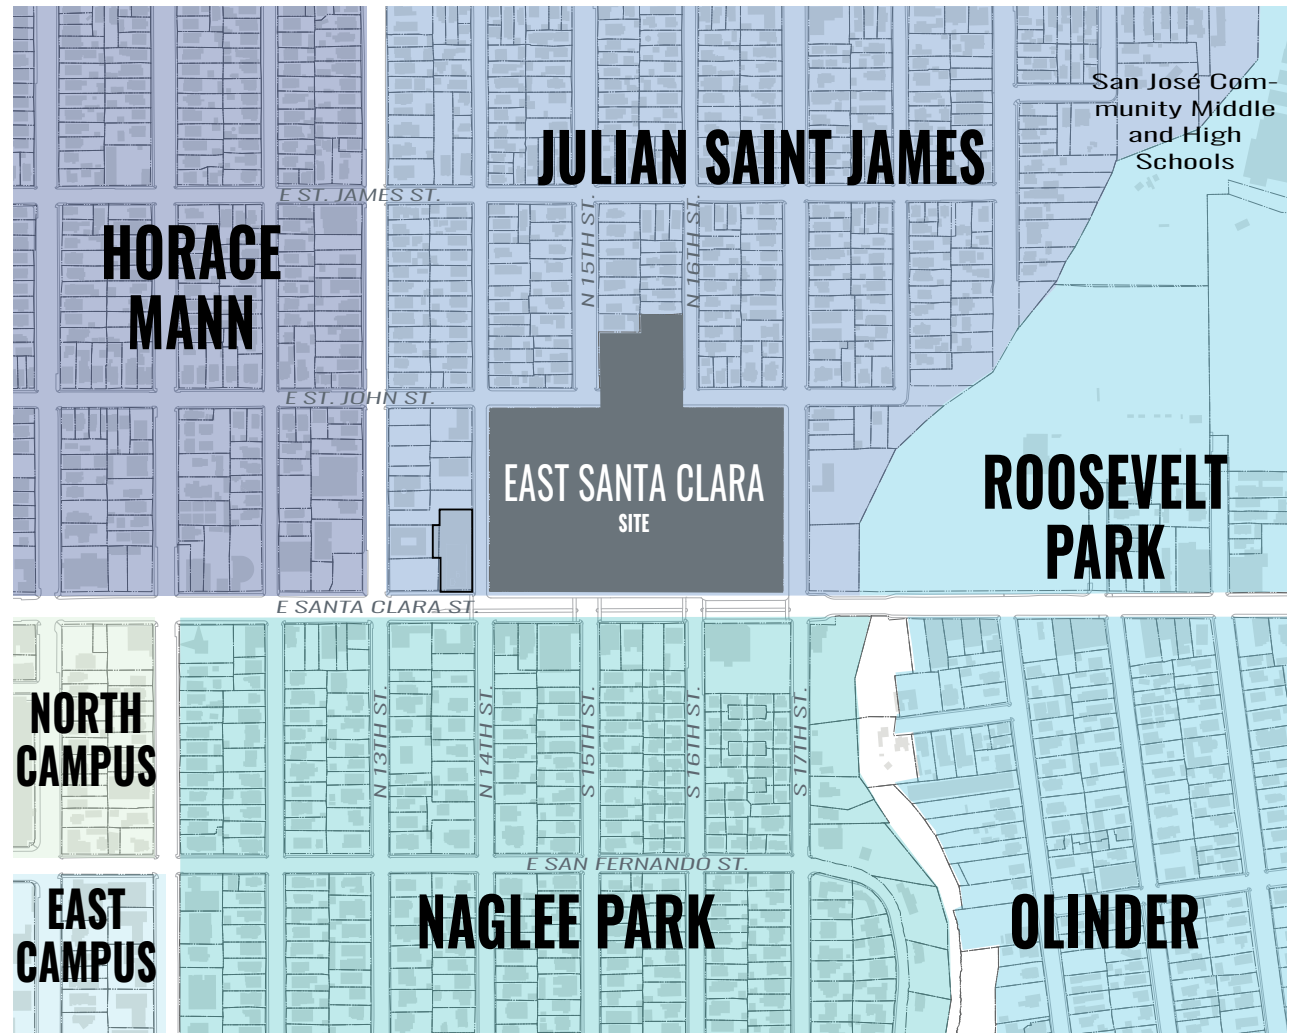 San José Com-
munity Middle
and High
Schools
JULIAN SAINT JAMES
E ST. JAMES ST.
N 15TH ST.
N 16TH ST.
HORACE
MANN
E ST. JOHN ST.
EAST SANTA CLARA
SITE
ROOSEVELT
PARK
E SANTA CLARA ST.
NORTH
CAMPUS
N 13TH ST.
N 14TH ST.
S 15TH ST.
S 16TH ST.
S 17TH ST.
E SAN FERNANDO ST.
EAST
CAMPUS
NAGLEE PARK
OLINDER